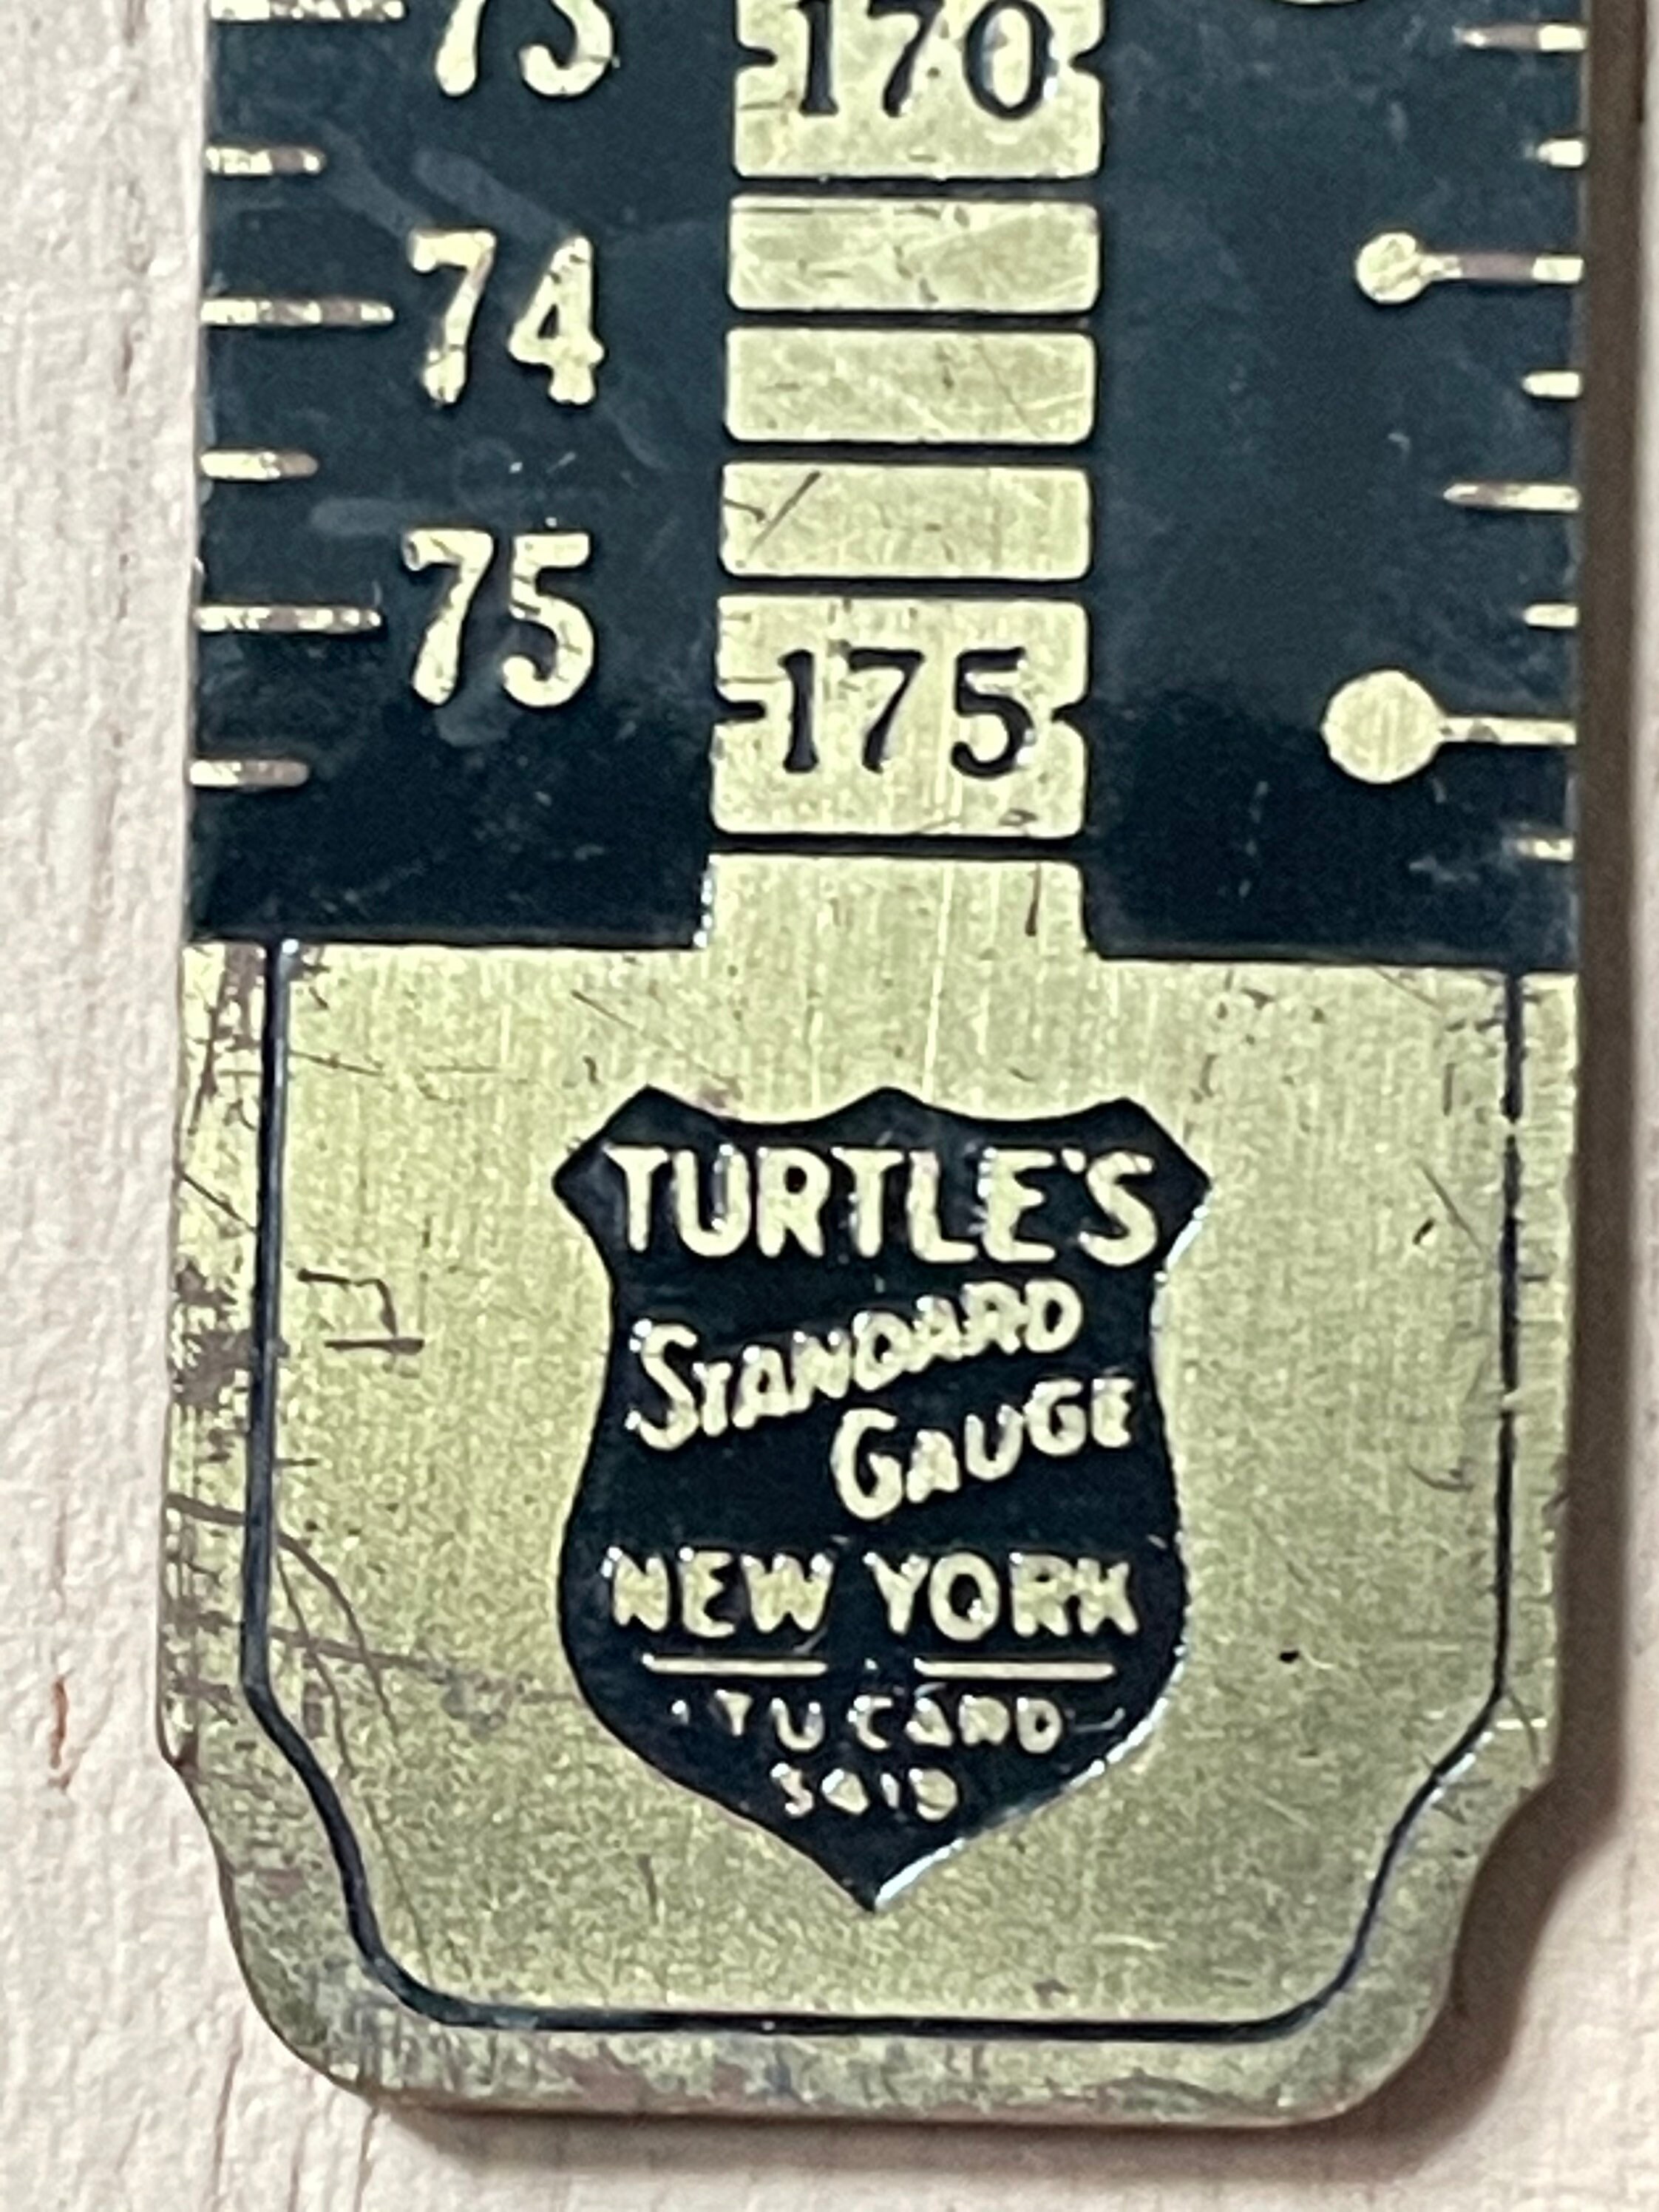 73
170
74
75
175
TURTLE'S
STANDARD
GAUGE
NEW YORK